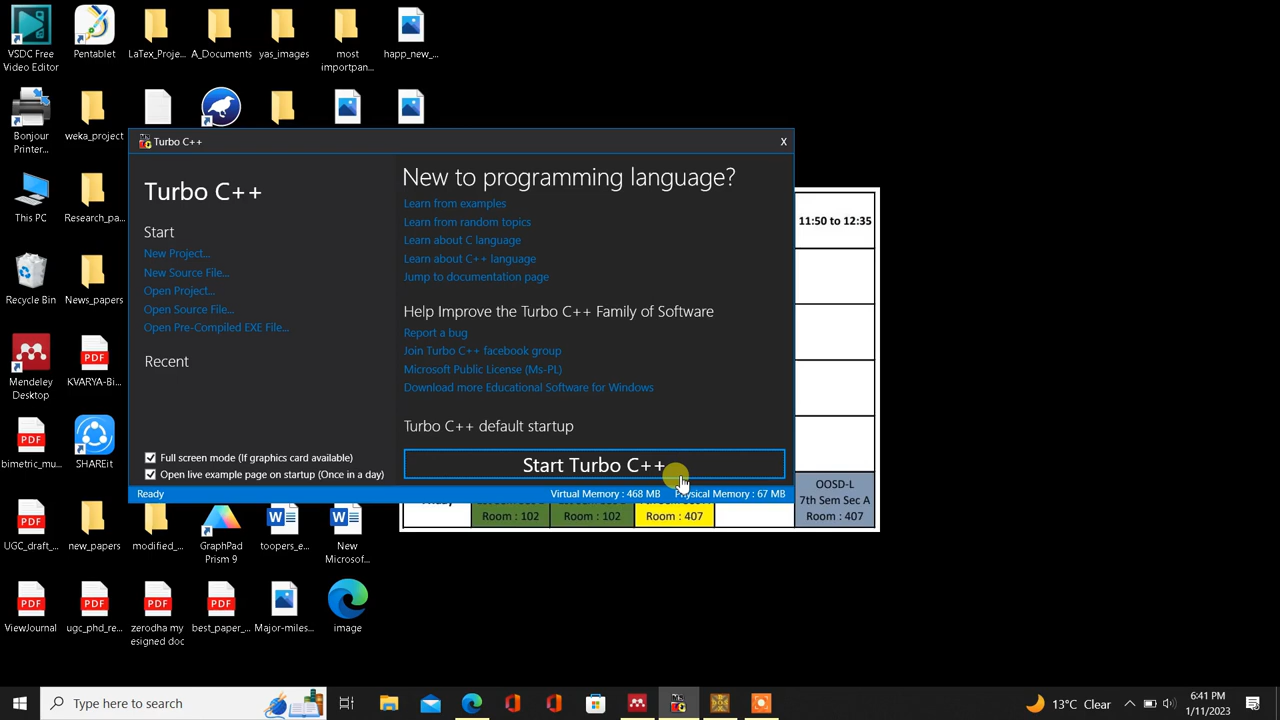 VSDC Free
Video Editor
Pentablet
LaTex_Proje...
A_Documents
yas_images
most
importpan...
happ_new_...
Bonjour
Printer...
weka_project
This PC
Research_pa...
Recycle Bin
News_papers
Mendeley
Desktop
PDF
KVARYA-Bi...
PDF
bimetric_mu...
SHAREit
PDF
UGC_draft_...
new_papers
modified_...
GraphPad
Prism 9
toopers_e...
New
Microsof...
PDF
ViewJournal
PDF
ugc_phd_re...
PDF
zerodha my
esigned doc
PDF
best_paper_...
Major-miles...
image
Turbo C++
X
Turbo C++
Start
New Project...
New Source File...
Open Project...
Open Source File...
Open Pre-Compiled EXE File...
Recent
Full screen mode (If graphics card available)
Open live example page on startup (Once in a day)
Ready
New to programming language?
Learn from examples
Learn from random topics
Learn about C language
Learn about C++ language
Jump to documentation page
Help Improve the Turbo C++ Family of Software
Report a bug
Join Turbo C++ facebook group
Microsoft Public License (Ms-PL)
Download more Educational Software for Windows
Turbo C++ default startup
Start Turbo C++
Virtual Memory : 468 MB
Physical Memory : 67 MB
11:50 to 12:35
OOSD-L
7th Sem Sec A
Room : 407
Room : 102
Room : 102
Room : 407
Type here to search
13°C Clear
6:41 PM
1/11/2023